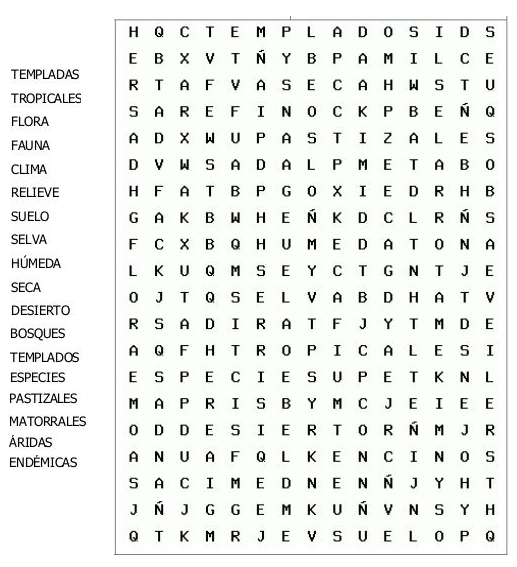 TEMPLADAS
TROPICALES
FLORA
FAUNA
CLIMA
RELIEVE
SUELO
SELVA
HÚMEDA
SECA
DESIERTO
BOSQUES
TEMPLADOS
ESPECIES
PASTIZALES
MATORRALES
ÁRIDAS
ENDÉMICAS
H Q C T E M P L A D O S I D S
E B X V T Ñ Y B P A M I L C E
R T A F V A S E C A H W S T U
S A R E F I N O C K P B E Ñ Q
A D X W U P A S T I Z A L E S
D V W S A D A L P M E T A B O
H F A T B P G O X I E D R H B
G A K B W H E Ñ K D C L R Ñ S
F C X B Q H U M E D A T O N A
L K U Q M S E Y C T G N T J E
O J T Q S E L V A B D H A T V
R S A D I R A T F J Y T M D E
A Q F H T R O P I C A L E S I
E S P E C I E S U P E T K N L
M A P R I S B Y M C J E I E E
O D D E S I E R T O R Ñ M J R
A N U A F Q L K E N C I N O S
S A C I M E D N E N Ñ J Y H T
J Ñ J G G E M K U Ñ V N S Y H
Q T K M R J E V S U E L O P Q